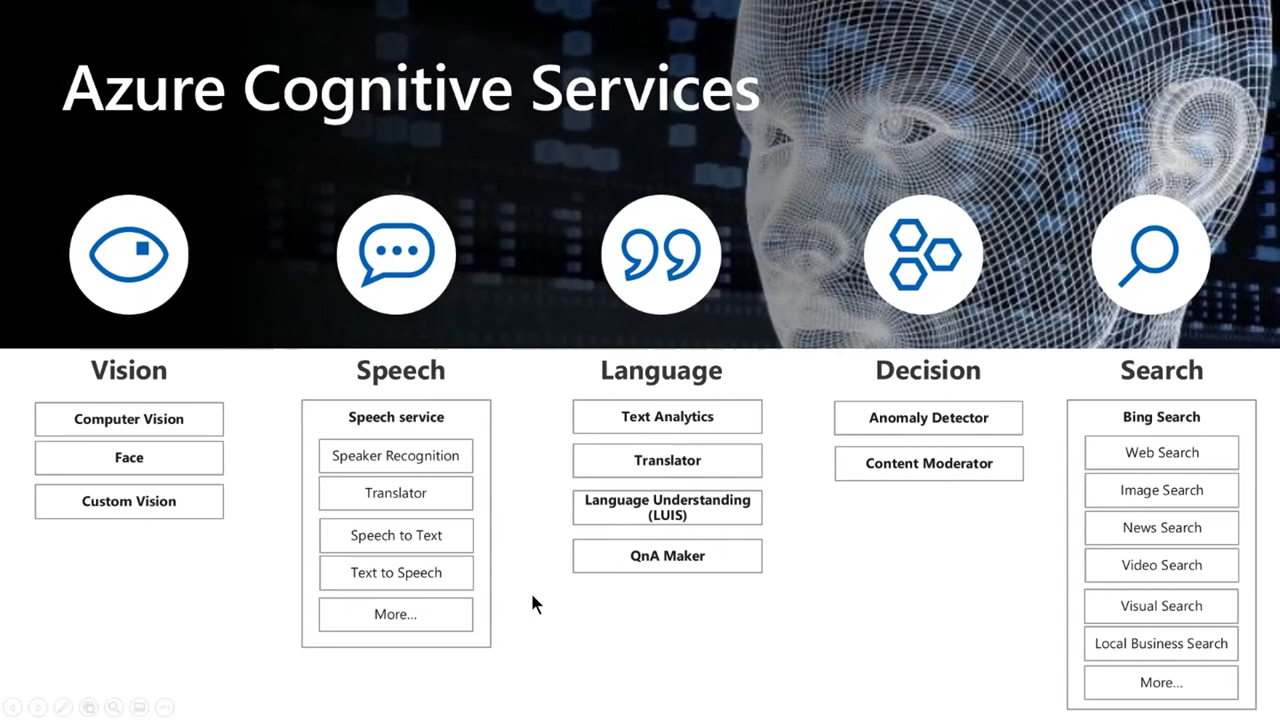 Azure Cognitive Services
Vision
Computer Vision
Face
Custom Vision
Speech
Speech service
Speaker Recognition
Translator
Speech to Text
Text to Speech
More...
Language
Text Analytics
Translator
Language Understanding
(LUIS)
QnA Maker
Decision
Anomaly Detector
Content Moderator
Search
Bing Search
Web Search
Image Search
News Search
Video Search
Visual Search
Local Business Search
More...